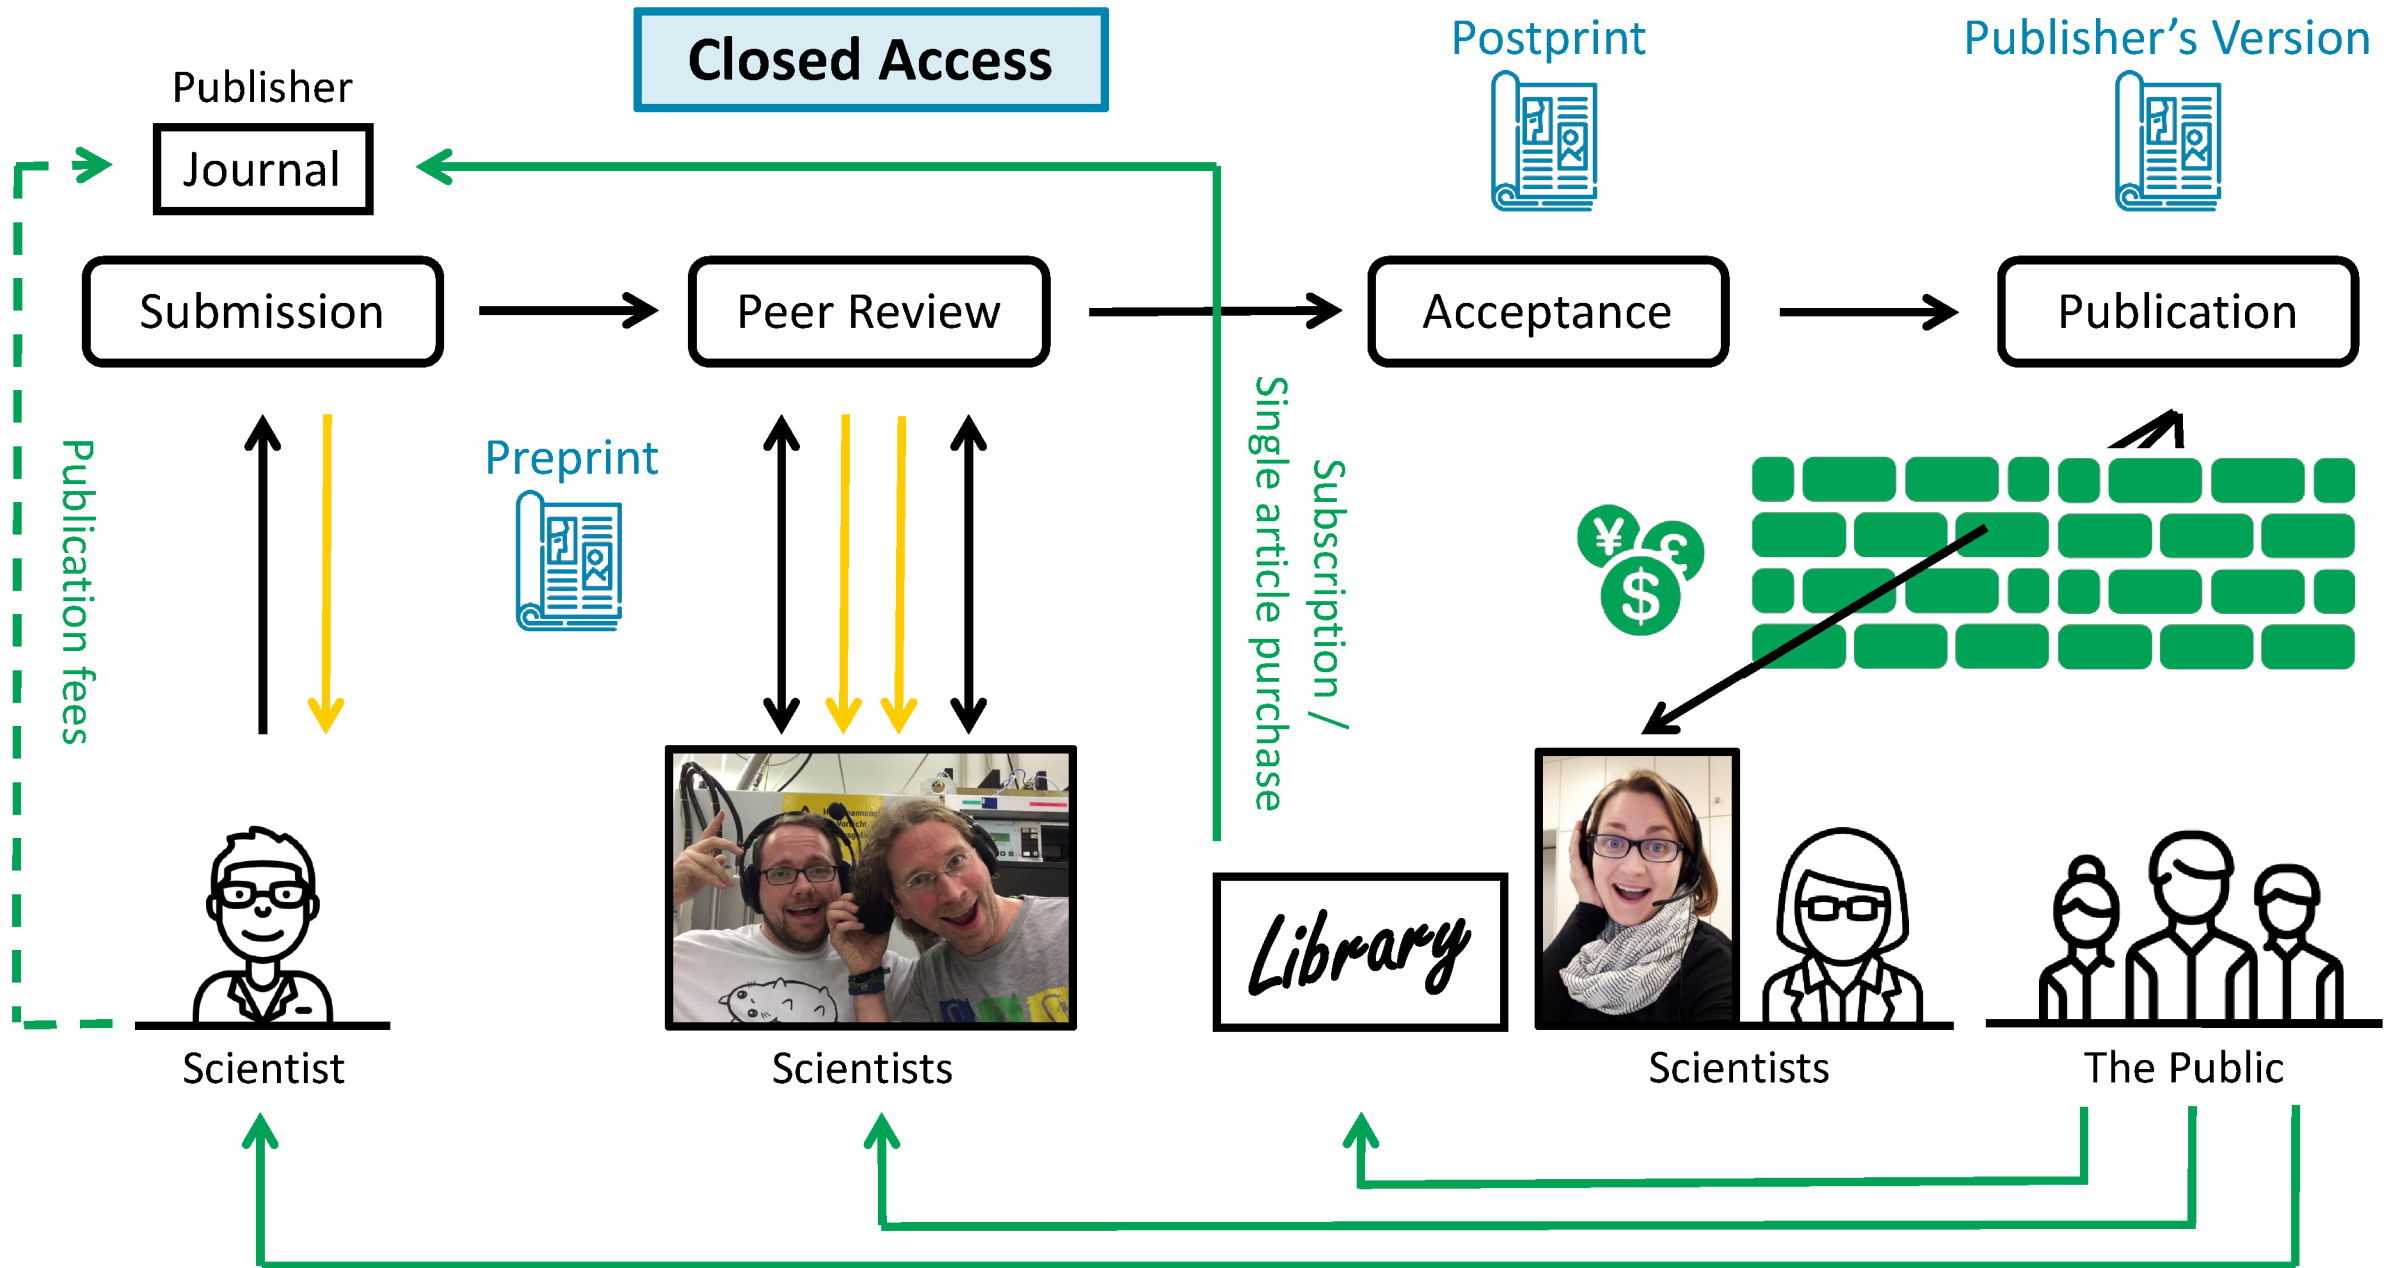 Closed Access
Postprint
Publisher's Version
Publisher
Journal
Submission
Peer Review
Acceptance
Publication
Publication fees
Preprint
Subscription /
Single article purchase
¥
£
$
Vorsicht
Library
Scientist
Scientists
Scientists
The Public